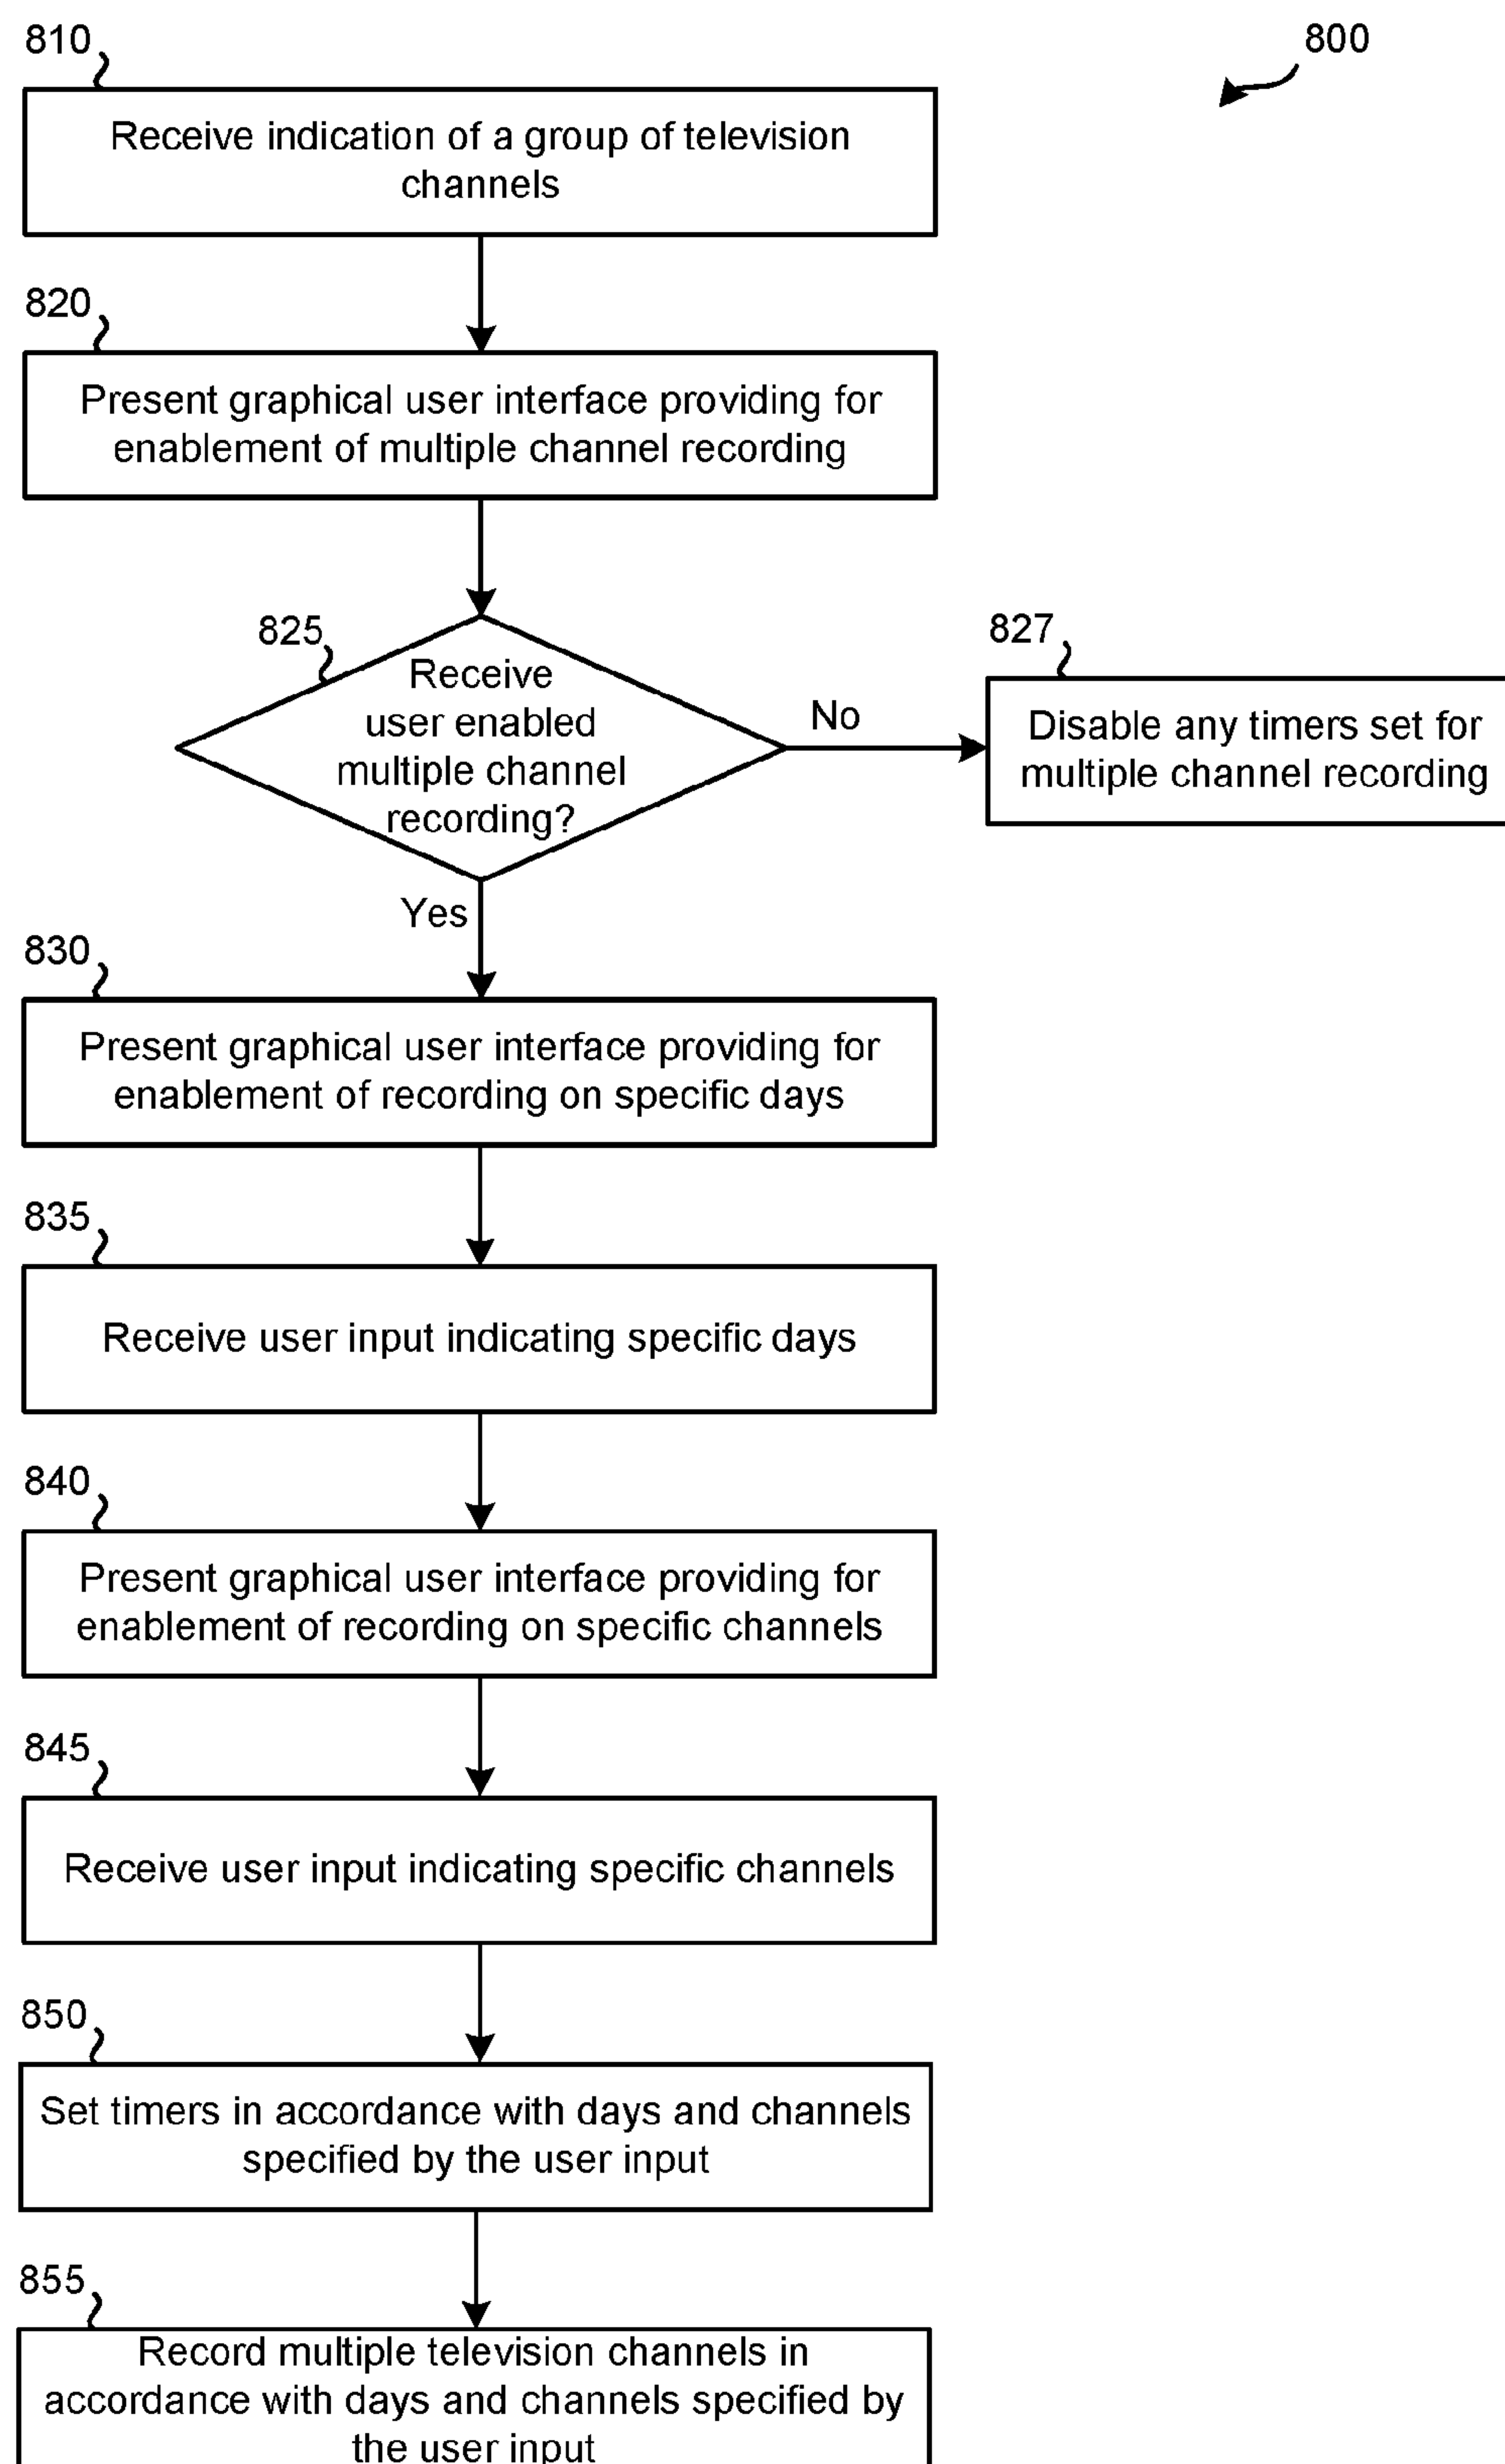 810
800
Receive indication of a group of television
channels
820
Present graphical user interface providing for
enablement of multiple channel recording
825
Receive
user enabled
multiple channel
recording?
No
827
Disable any timers set for
multiple channel recording
Yes
830
Present graphical user interface providing for
enablement of recording on specific days
835
Receive user input indicating specific days
840
Present graphical user interface providing for
enablement of recording on specific channels
845
Receive user input indicating specific channels
850
Set timers in accordance with days and channels
specified by the user input
855
Record multiple television channels in
accordance with days and channels specified by
the user input